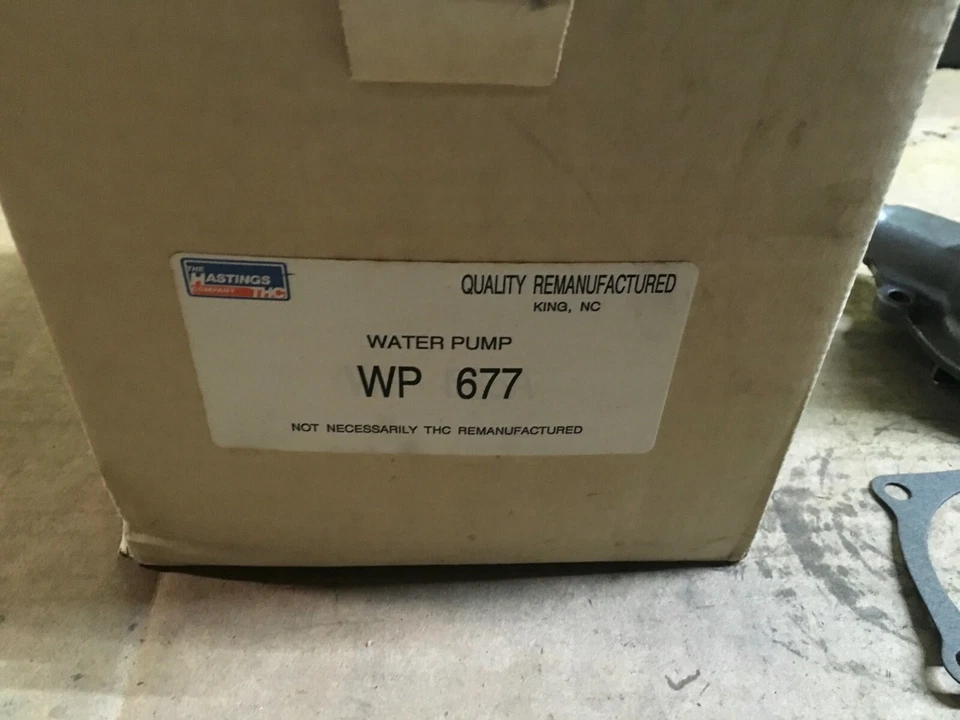 THE
HASTINGS
COMPANY THC
QUALITY REMANUFACTURED
KING, NC
WATER PUMP
WP 677
NOT NECESSARILY THC REMANUFACTURED